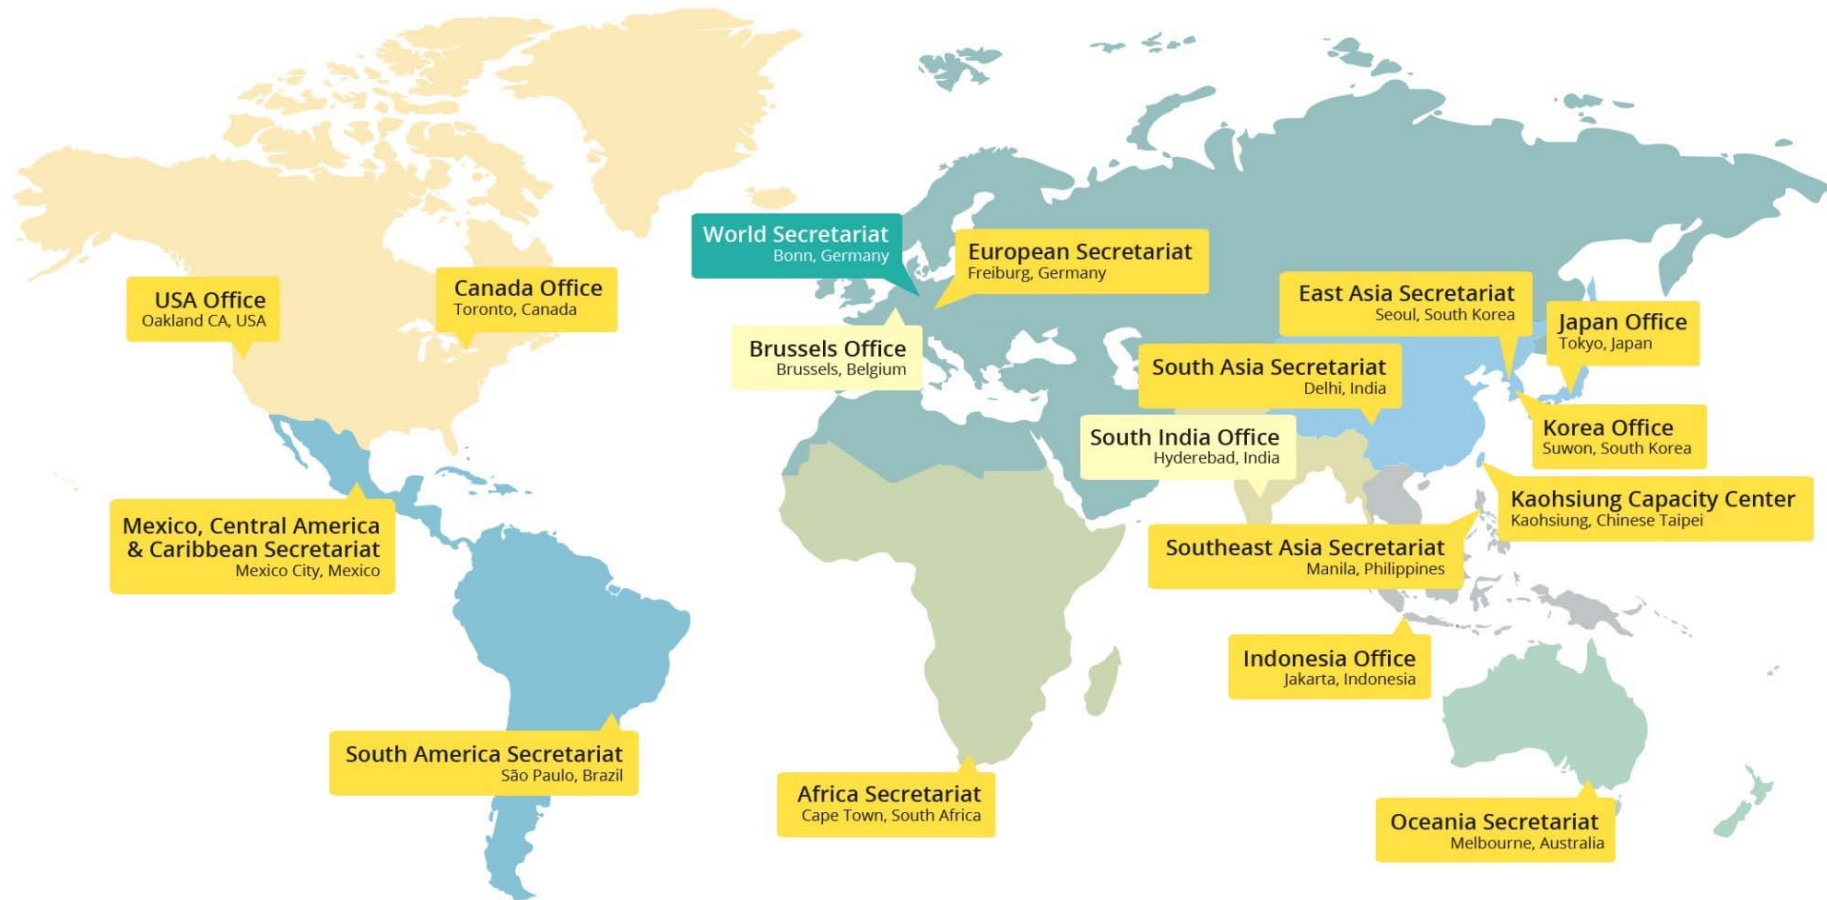 World Secretariat
Bonn, Germany
European Secretariat
Freiburg, Germany
USA Office
Oakland CA, USA
Canada Office
Toronto, Canada
East Asia Secretariat
Seoul, South Korea
Japan Office
Tokyo, Japan
Brussels Office
Brussels, Belgium
South Asia Secretariat
Delhi, India
South India Office
Hyderebad, India
Korea Office
Suwon, South Korea
Mexico, Central America
& Caribbean Secretariat
Mexico City, Mexico
Kaohsiung Capacity Center
Kaohsiung, Chinese Taipei
Southeast Asia Secretariat
Manila, Philippines
Indonesia Office
Jakarta, Indonesia
South America Secretariat
São Paulo, Brazil
Africa Secretariat
Cape Town, South Africa
Oceania Secretariat
Melbourne, Australia